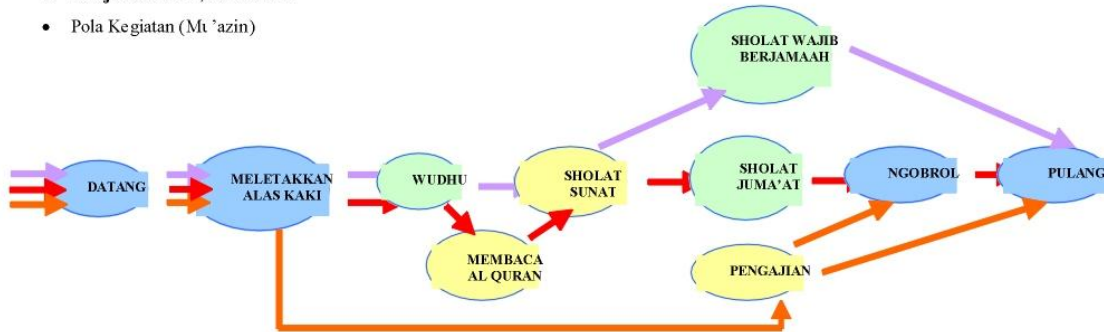 • Pola Kegiatan (Mu'azin)
SHOLAT WAJIB
BERJAMAAH
DATANG
MELETAKKAN
ALAS KAKI
WUDHU
SHOLAT
SUNAT
SHOLAT
JUMA'AT
NGOBROL
PULANG
MEMBACA
AL QURAN
PENGAJIAN